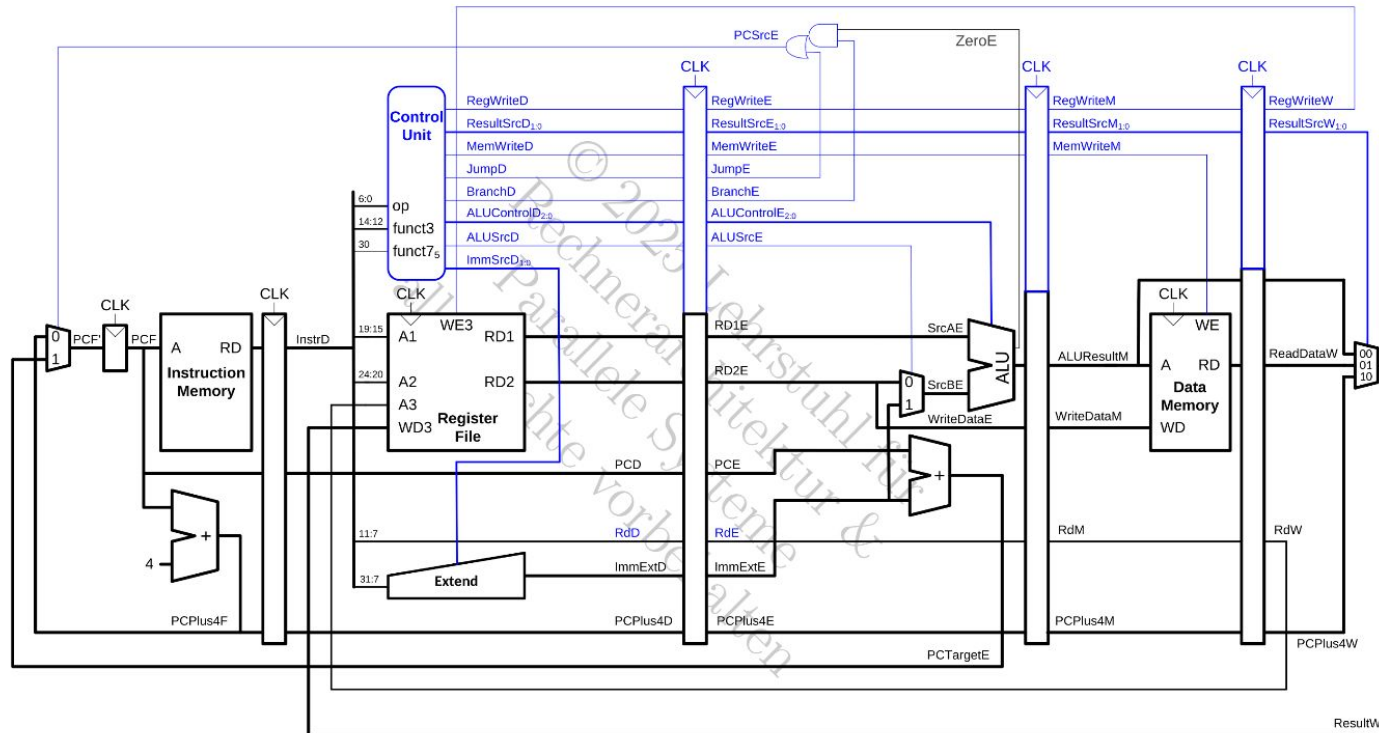 PCSrcE
ZeroE
CLK
CLK
CLK
Control
Unit
RegWriteD
RegWriteE
RegWriteM
RegWriteW
ResultSrcD1:0
ResultSrcE1:0
ResultSrcM1:0
ResultSrcW1:0
MemWriteD
MemWriteE
MemWriteM
JumpD
JumpE
BranchD
BranchE
6:0
op
14:12
funct3
ALUControlD2:0
ALUControlE2:0
30
funct75
ALUSrcD
ALUSrcE
ImmSrcD1:0
CLK
CLK
CLK
CLK
0
1
PCF'
PCF
A
RD
Instruction
Memory
InstrD
19:15
A1
WE3
RD1
RD1E
SrcAE
24:20
A2
RD2
RD2E
A3
WD3
Register
File
0
1
SrcBE
ALU
WriteDataE
ALUResultM
WriteDataM
WE
A
RD
Data
Memory
WD
ReadDataW
00
01
10
PCD
PCE
+
4
+
11:7
RdD
RdE
RdM
RdW
31:7
Extend
ImmExtD
ImmExtE
PCPlus4F
PCPlus4D
PCPlus4E
PCPlus4M
PCPlus4W
PCTargetE
ResultW
© 2025 Lehrstuhl für
Rechnerarchitektur &
Parallele Systeme
alle Rechte vorbehalten